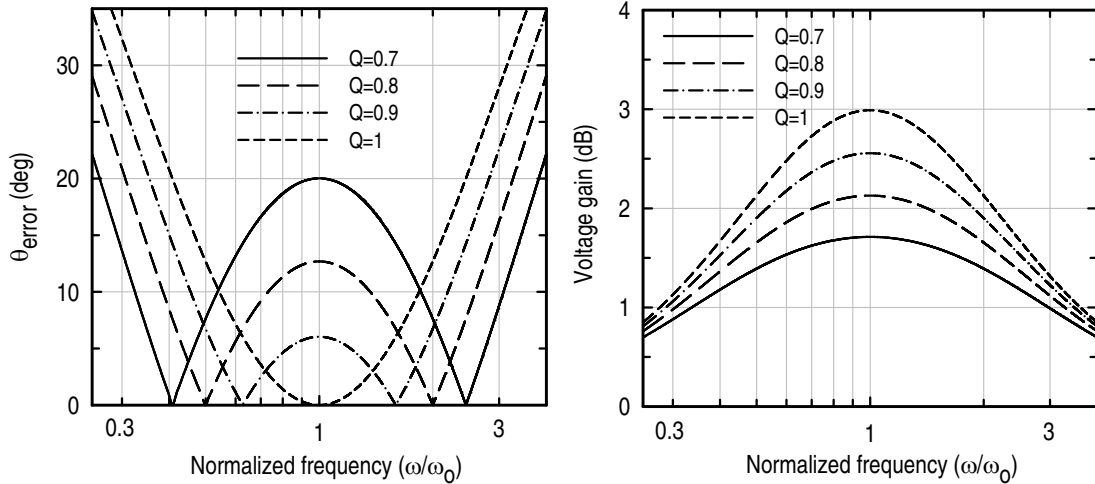 30
20
10
0
θerror (deg)
Q=0.7
Q=0.8
Q=0.9
Q=1
0.3
1
3
Normalized frequency (ω/ωo)
4
3
2
1
0
Voltage gain (dB)
Q=0.7
Q=0.8
Q=0.9
Q=1
0.3
1
3
Normalized frequency (ω/ωo)